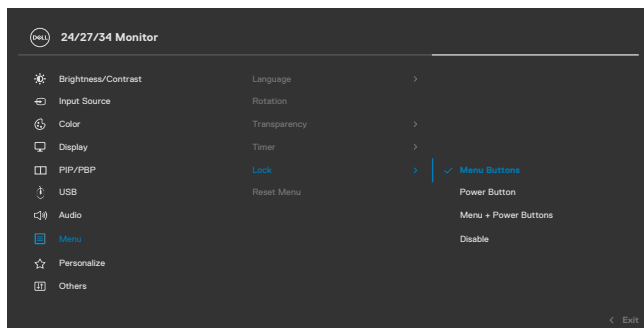 DELL 24/27/34 Monitor
Brightness/Contrast
Input Source
Color
Display
PIP/PBP
USB
Audio
Menu
Personalize
Others
Language
Rotation
Transparency
Timer
Lock
Reset Menu
Menu Buttons
Power Button
Menu + Power Buttons
Disable
Exit